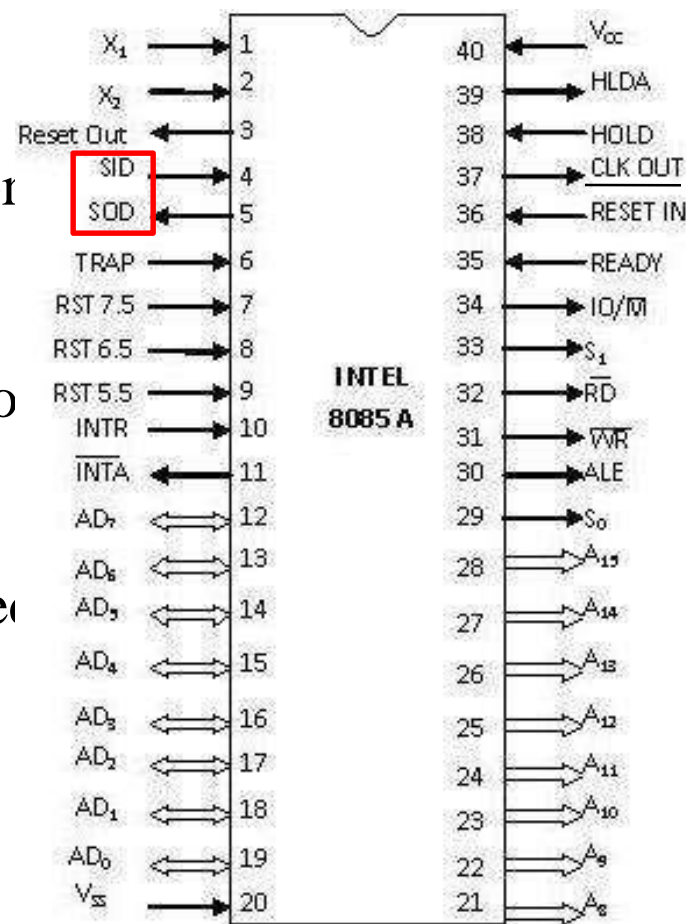 X₁ 1 40 Vcc
X₂ 2 39 HLDA
Reset Out 3 38 HOLD
SID 4 37 CLK OUT
SOD 5 36 RESET IN
TRAP 6 35 READY
RST 7.5 7 34 IO/M̅
RST 6.5 8 33 S₁
RST 5.5 9 INTEL 32 R̅D̅
INTR 10 8085 A 31 W̅R̅
I̅N̅T̅A̅ 11 30 ALE
AD₇ 12 29 S₀
AD₆ 13 28 A₁₅
AD₅ 14 27 A₁₄
AD₄ 15 26 A₁₃
AD₃ 16 25 A₁₂
AD₂ 17 24 A₁₁
AD₁ 18 23 A₁₀
AD₀ 19 22 A₉
Vss 20 21 A₈